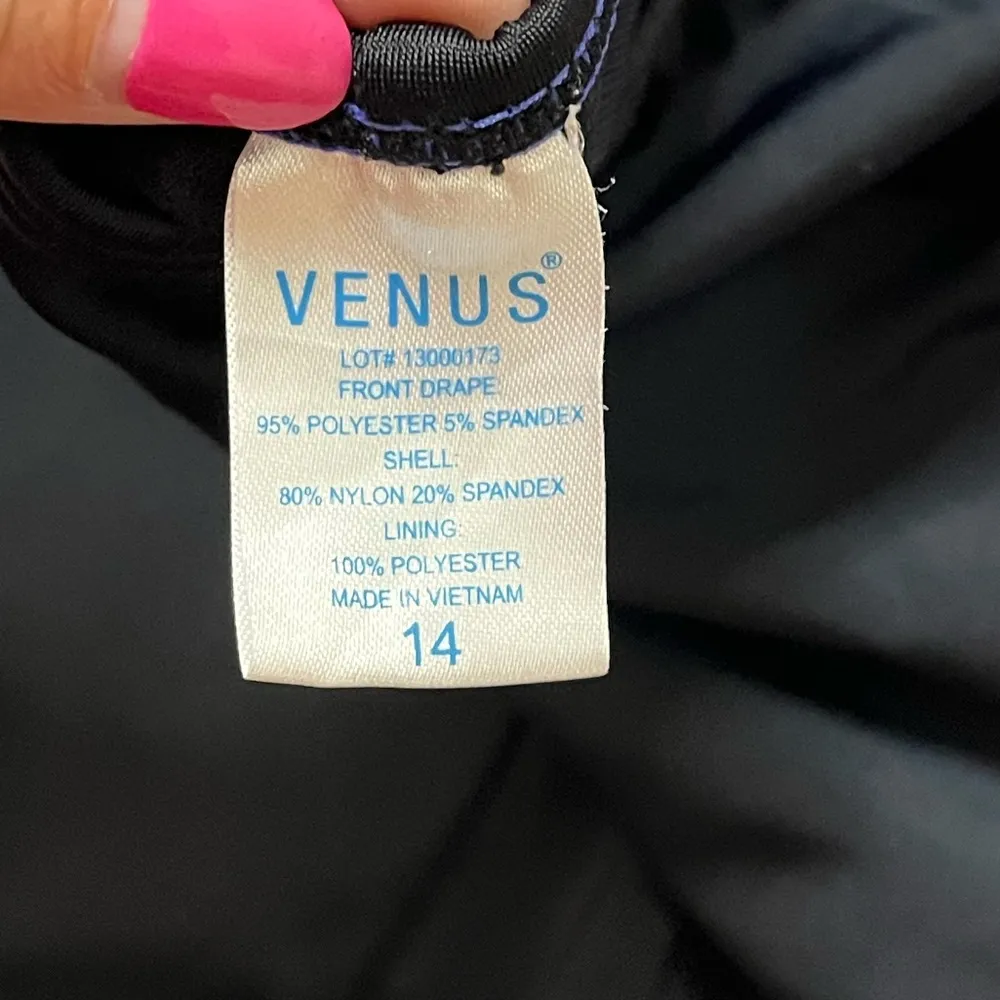 VENUS®
LOT# 13000173
FRONT DRAPE
95% POLYESTER 5% SPANDEX
SHELL:
80% NYLON 20% SPANDEX
LINING:
100% POLYESTER
MADE IN VIETNAM
14